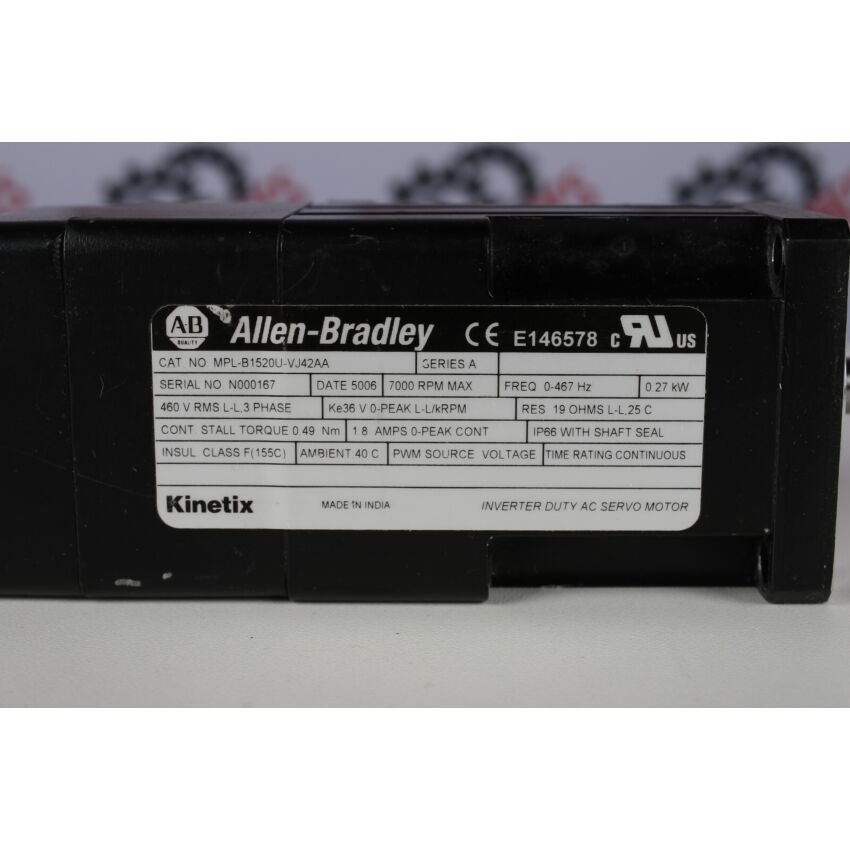 AB QUALITY Allen-Bradley CE E146578 c RU US
CAT NO MPL-B1520U-VJ42AA SERIES A
SERIAL NO N000167 DATE 5006 7000 RPM MAX FREQ 0-467 Hz 0.27 kW
460 V RMS L-L,3 PHASE Ke36 V 0-PEAK L-L/kRPM RES 19 OHMS L-L,25 C
CONT STALL TORQUE 0.49 Nm 1 8 AMPS 0-PEAK CONT IP66 WITH SHAFT SEAL
INSUL CLASS F(155C) AMBIENT 40 C PWM SOURCE VOLTAGE TIME RATING CONTINUOUS
Kinetix MADE IN INDIA INVERTER DUTY AC SERVO MOTOR